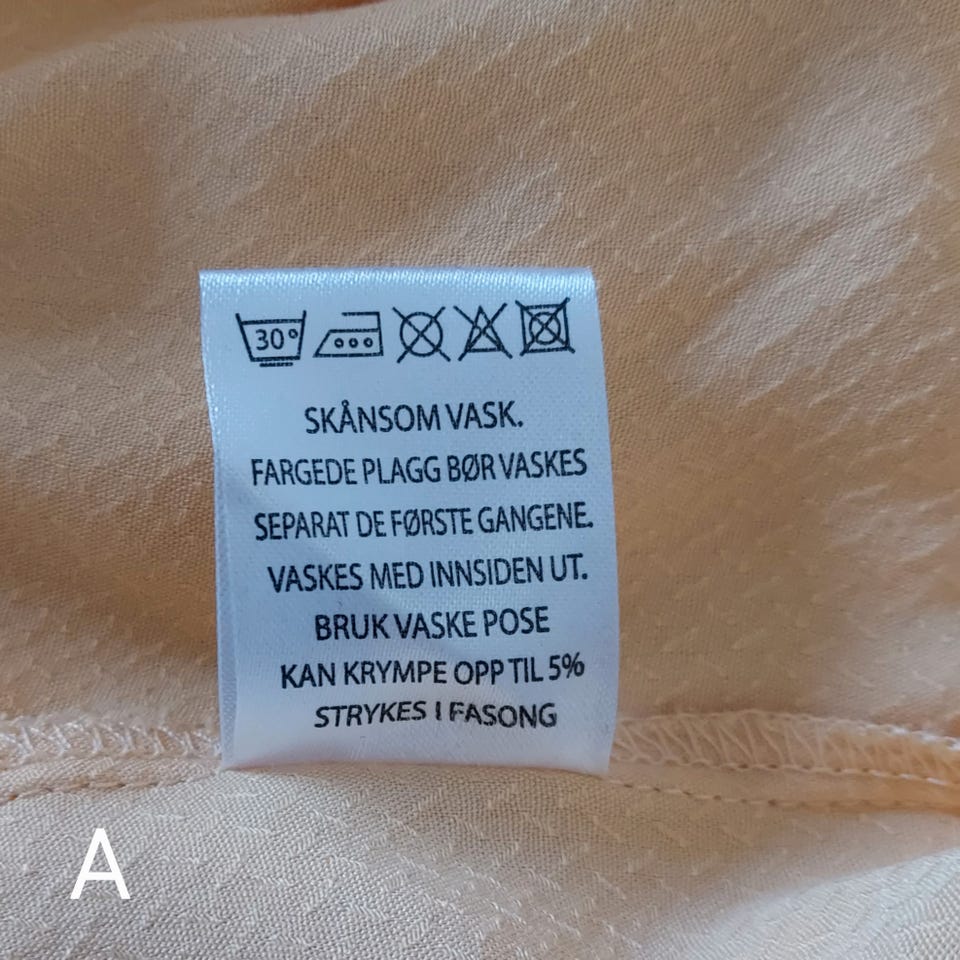 30°
SKÅNSOM VASK.
FARGEDE PLAGG BØR VASKES
SEPARAT DE FØRSTE GANGENE.
VASKES MED INNSIDEN UT.
BRUK VASKE POSE
KAN KRYMPE OPP TIL 5%
STRYKES I FASONG
A